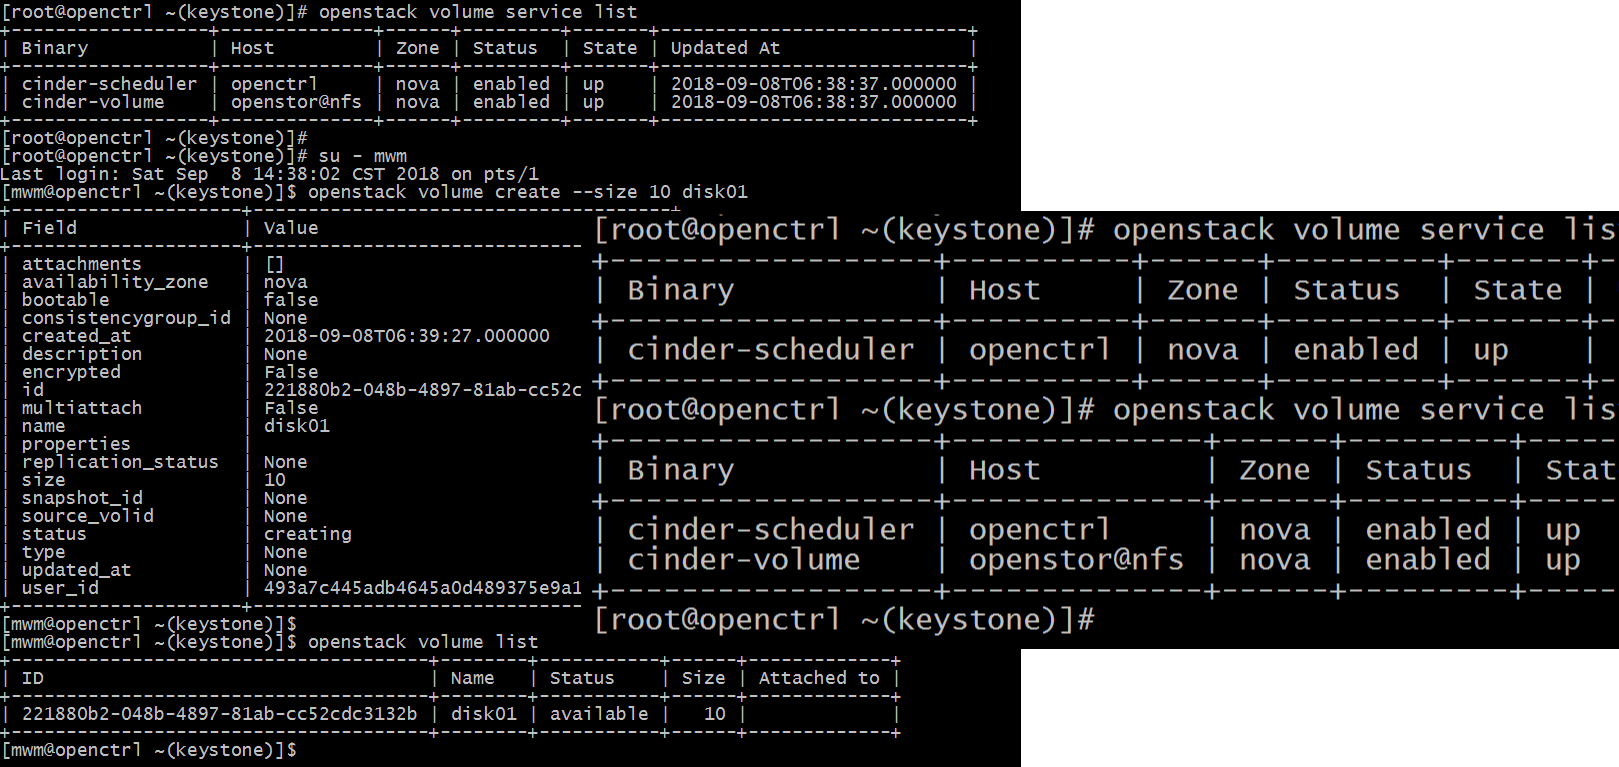 [root@openctrl ~(keystone)]# openstack volume service list
+------------------+--------------+------+---------+-------+----------------------------+
| Binary           | Host         | Zone | Status  | State | Updated At                 |
+------------------+--------------+------+---------+-------+----------------------------+
| cinder-scheduler | openctrl     | nova | enabled | up    | 2018-09-08T06:38:37.000000 |
| cinder-volume    | openstor@nfs | nova | enabled | up    | 2018-09-08T06:38:37.000000 |
+------------------+--------------+------+---------+-------+----------------------------+
[root@openctrl ~(keystone)]#
[root@openctrl ~(keystone)]# su - mwm
Last login: Sat Sep  8 14:38:02 CST 2018 on pts/1
[mwm@openctrl ~(keystone)]$ openstack volume create --size 10 disk01
+---------------------+--------------------------------------+
| Field               | Value
+---------------------+------------------------------
| attachments         | []
| availability_zone   | nova
| bootable            | false
| consistencygroup_id | None
| created_at          | 2018-09-08T06:39:27.000000
| description         | None
| encrypted           | False
| id                  | 221880b2-048b-4897-81ab-cc52c
| multiattach         | False
| name                | disk01
| properties          |
| replication_status  | None
| size                | 10
| snapshot_id         | None
| source_volid        | None
| status              | creating
| type                | None
| updated_at          | None
| user_id             | 493a7c445adb4645a0d489375e9a1
+---------------------+------------------------------
[mwm@openctrl ~(keystone)]$
[mwm@openctrl ~(keystone)]$ openstack volume list
+--------------------------------------+--------+-----------+------+-------------+
| ID                                   | Name   | Status    | Size | Attached to |
+--------------------------------------+--------+-----------+------+-------------+
| 221880b2-048b-4897-81ab-cc52cdc3132b | disk01 | available |   10 |             |
+--------------------------------------+--------+-----------+------+-------------+
[mwm@openctrl ~(keystone)]$
[root@openctrl ~(keystone)]# openstack volume service lis
+------------------+----------+------+---------+-------+-
| Binary           | Host     | Zone | Status  | State |
+------------------+----------+------+---------+-------+-
| cinder-scheduler | openctrl | nova | enabled | up    |
+------------------+----------+------+---------+-------+-
[root@openctrl ~(keystone)]# openstack volume service lis
+------------------+--------------+------+---------+-----
| Binary           | Host         | Zone | Status  | Stat
+------------------+--------------+------+---------+-----
| cinder-scheduler | openctrl     | nova | enabled | up
| cinder-volume    | openstor@nfs | nova | enabled | up
+------------------+--------------+------+---------+-----
[root@openctrl ~(keystone)]#